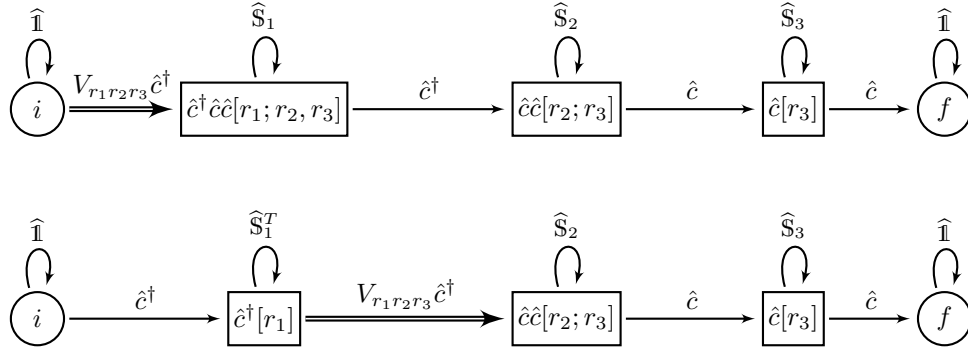 𝟙̂ 𝕊̂₁ 𝕊̂₂ 𝕊̂₃ 𝟙̂
V_{r₁r₂r₃}ĉ† ĉ† ĉ ĉ
i ĉ†ĉĉ[r₁; r₂, r₃] ĉĉ[r₂; r₃] ĉ[r₃] f
𝟙̂ 𝕊̂₁ᵀ 𝕊̂₂ 𝕊̂₃ 𝟙̂
ĉ† V_{r₁r₂r₃}ĉ† ĉ ĉ
i ĉ†[r₁] ĉĉ[r₂; r₃] ĉ[r₃] f